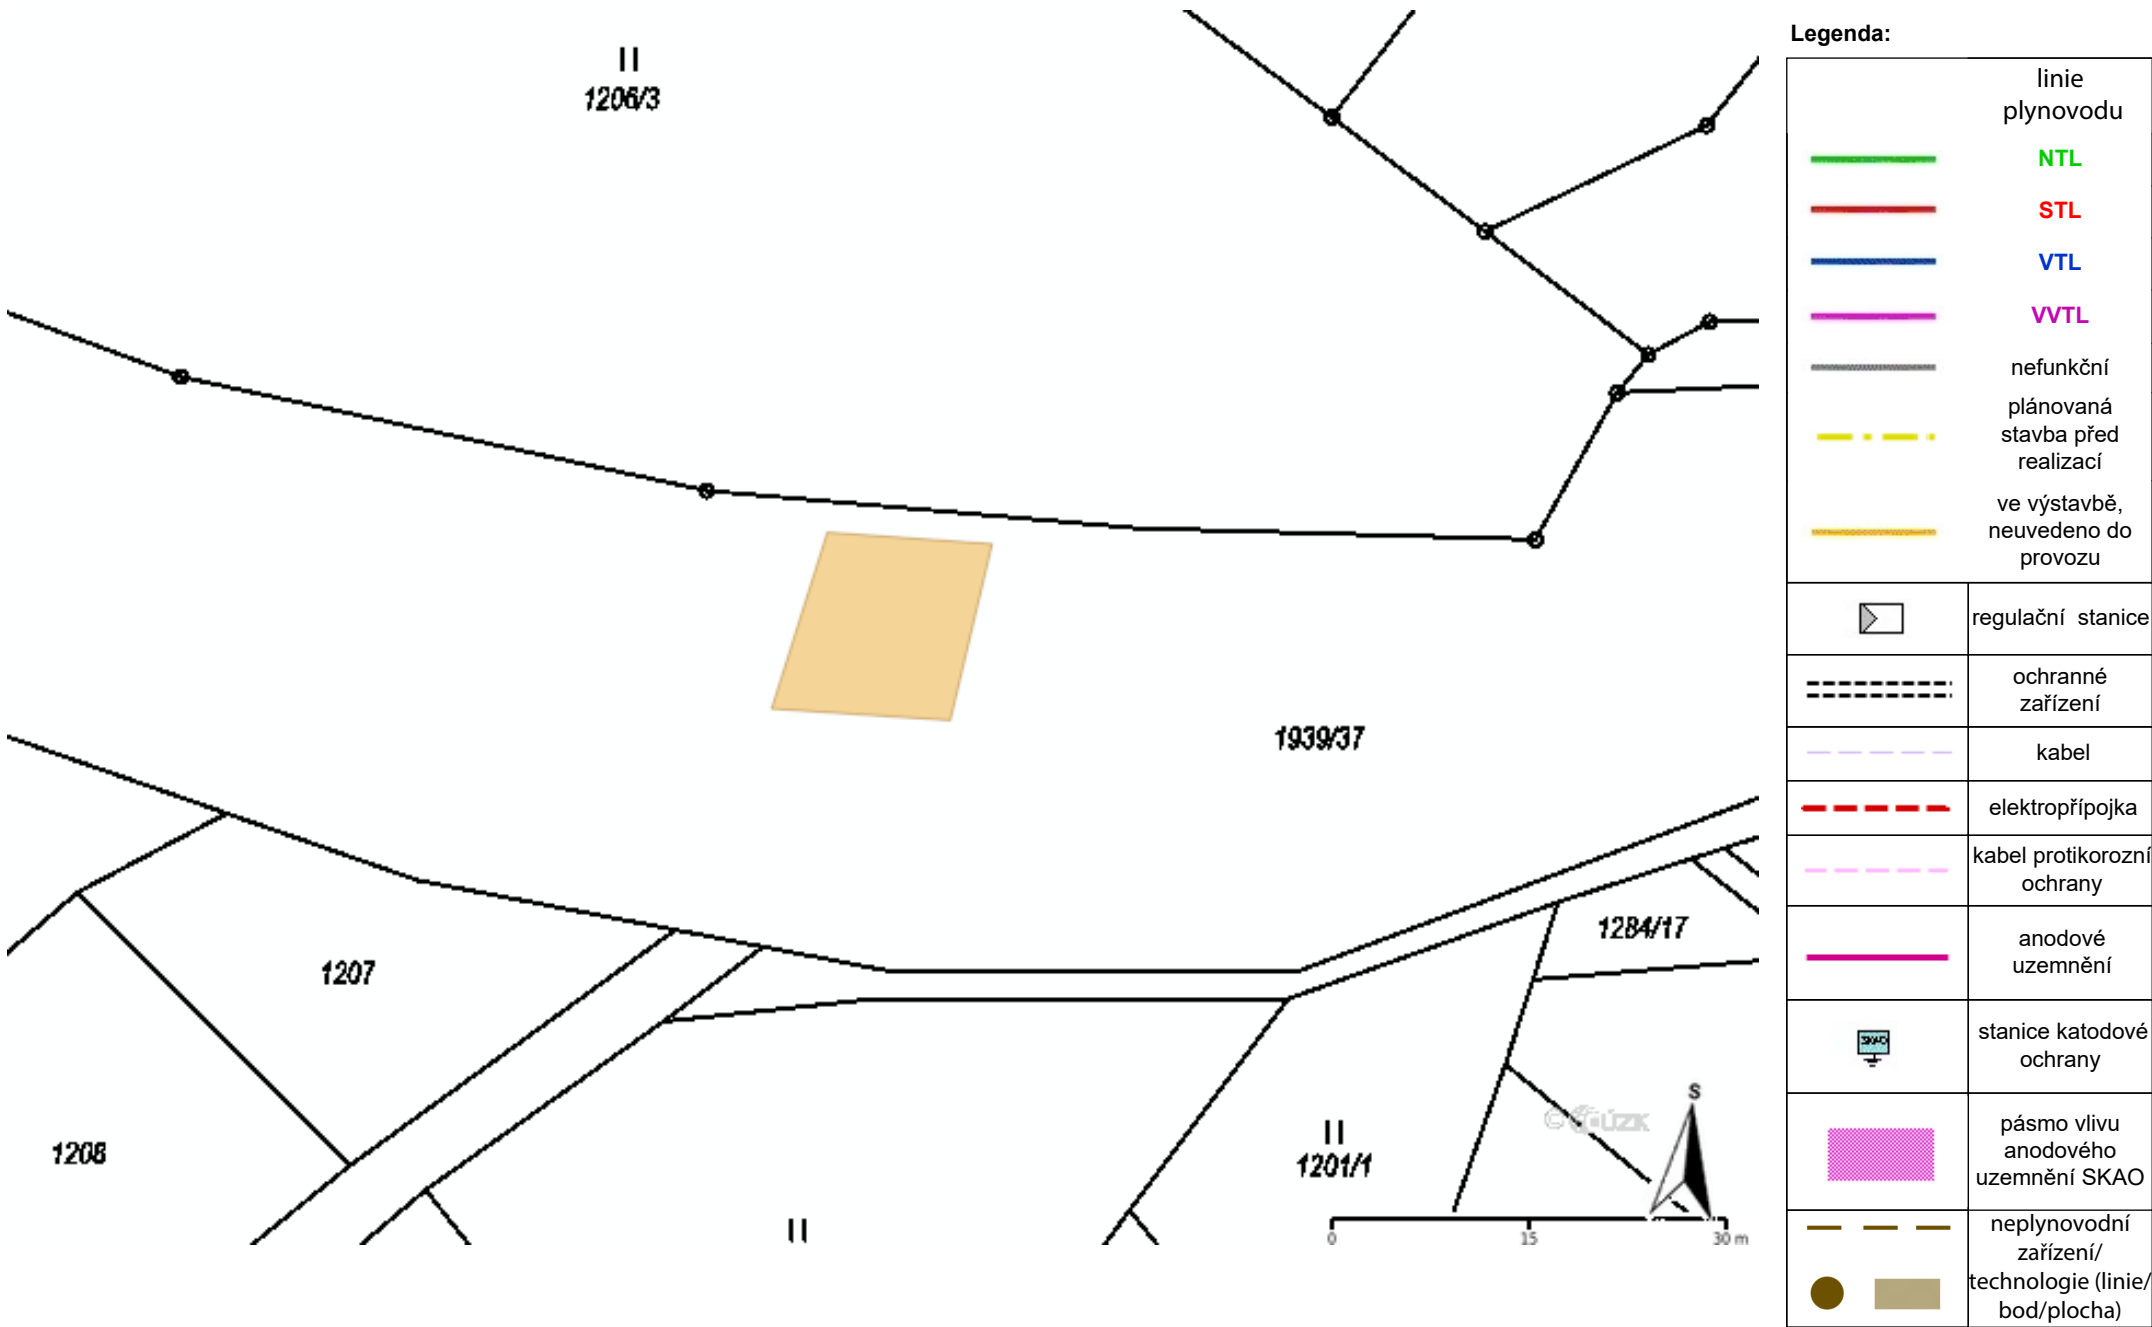 II
1206/3
1939/37
1207
1284/17
1208
II
1201/1
II
S
0 15 30 m
Legenda:
linie
plynovodu
NTL
STL
VTL
VVTL
nefunkční
plánovaná
stavba před
realizací
ve výstavbě,
neuvedeno do
provozu
regulační stanice
ochranné
zařízení
kabel
elektropřípojka
kabel protikorozní
ochrany
anodové
uzemnění
SKAO
stanice katodové
ochrany
pásmo vlivu
anodového
uzemnění SKAO
neplynovodní
zařízení/
technologie (linie/
bod/plocha)